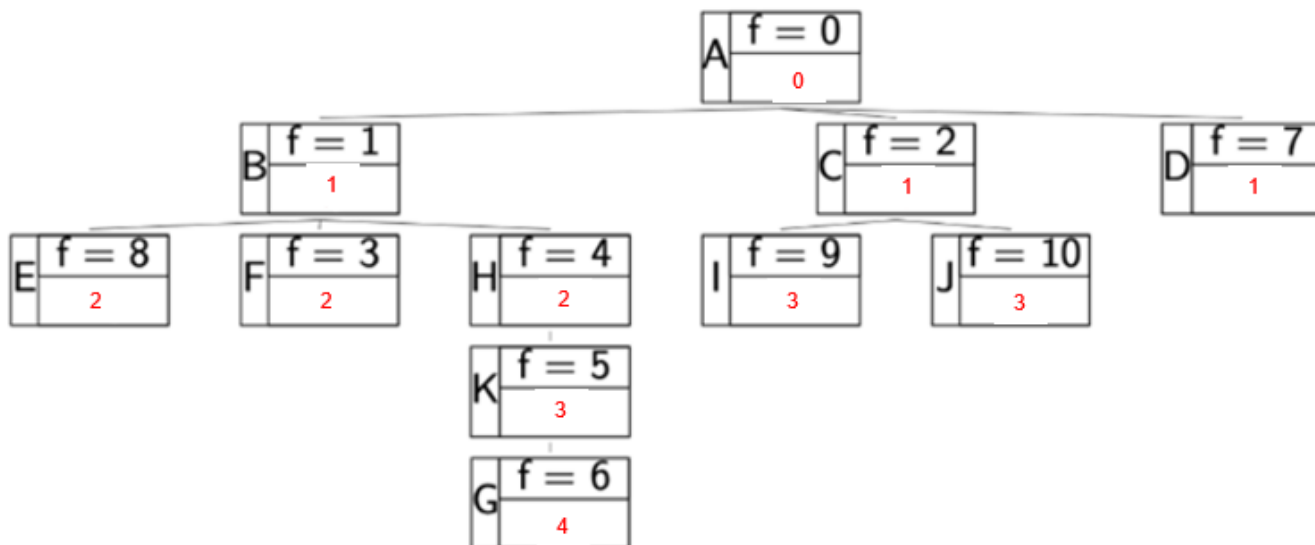 A f = 0
0
B f = 1
1
C f = 2
1
D f = 7
1
E f = 8
2
F f = 3
2
H f = 4
2
I f = 9
3
J f = 10
3
K f = 5
3
G f = 6
4